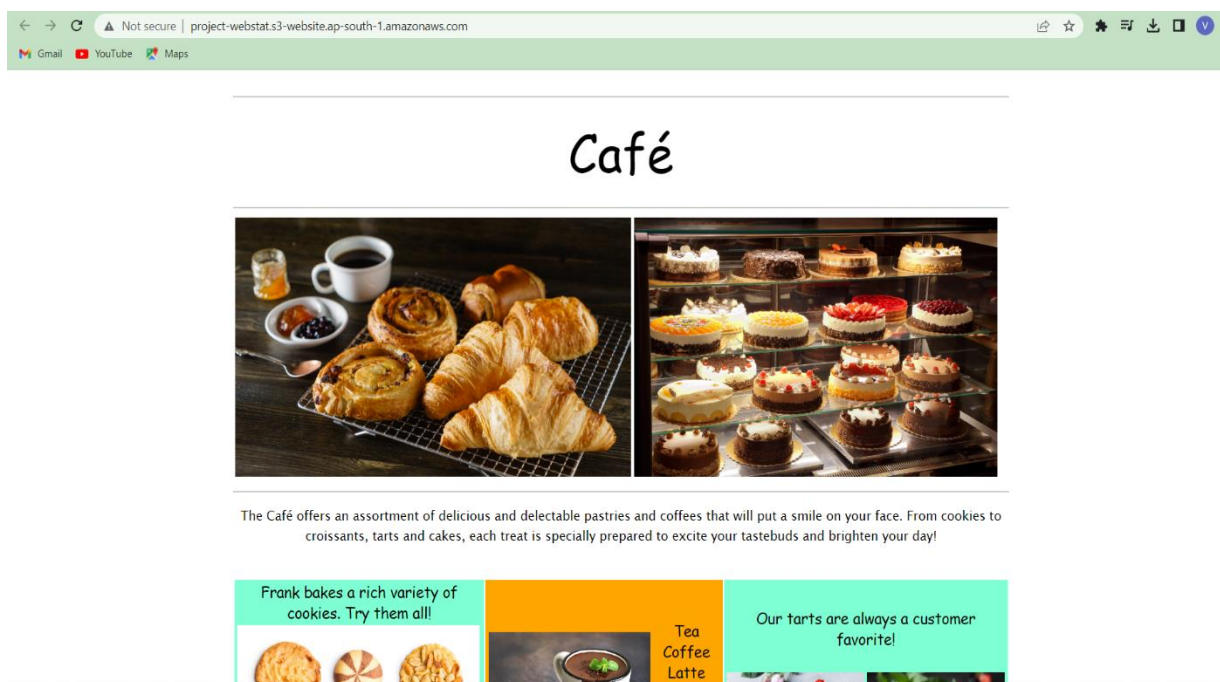 Not secure | project-webstat.s3-website.ap-south-1.amazonaws.com
V
Gmail YouTube Maps
Café
The Café offers an assortment of delicious and delectable pastries and coffees that will put a smile on your face. From cookies to
croissants, tarts and cakes, each treat is specially prepared to excite your tastebuds and brighten your day!
Frank bakes a rich variety of
cookies. Try them all!
Tea
Coffee
Latte
Our tarts are always a customer
favorite!